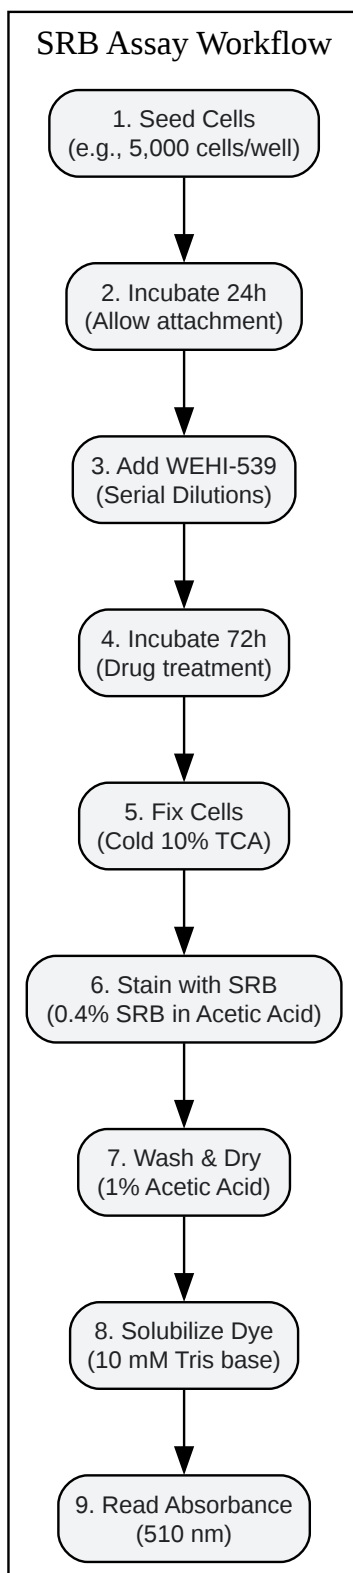 SRB Assay Workflow
1. Seed Cells
(e.g., 5,000 cells/well)
2. Incubate 24h
(Allow attachment)
3. Add WEHI-539
(Serial Dilutions)
4. Incubate 72h
(Drug treatment)
5. Fix Cells
(Cold 10% TCA)
6. Stain with SRB
(0.4% SRB in Acetic Acid)
7. Wash & Dry
(1% Acetic Acid)
8. Solubilize Dye
(10 mM Tris base)
9. Read Absorbance
(510 nm)